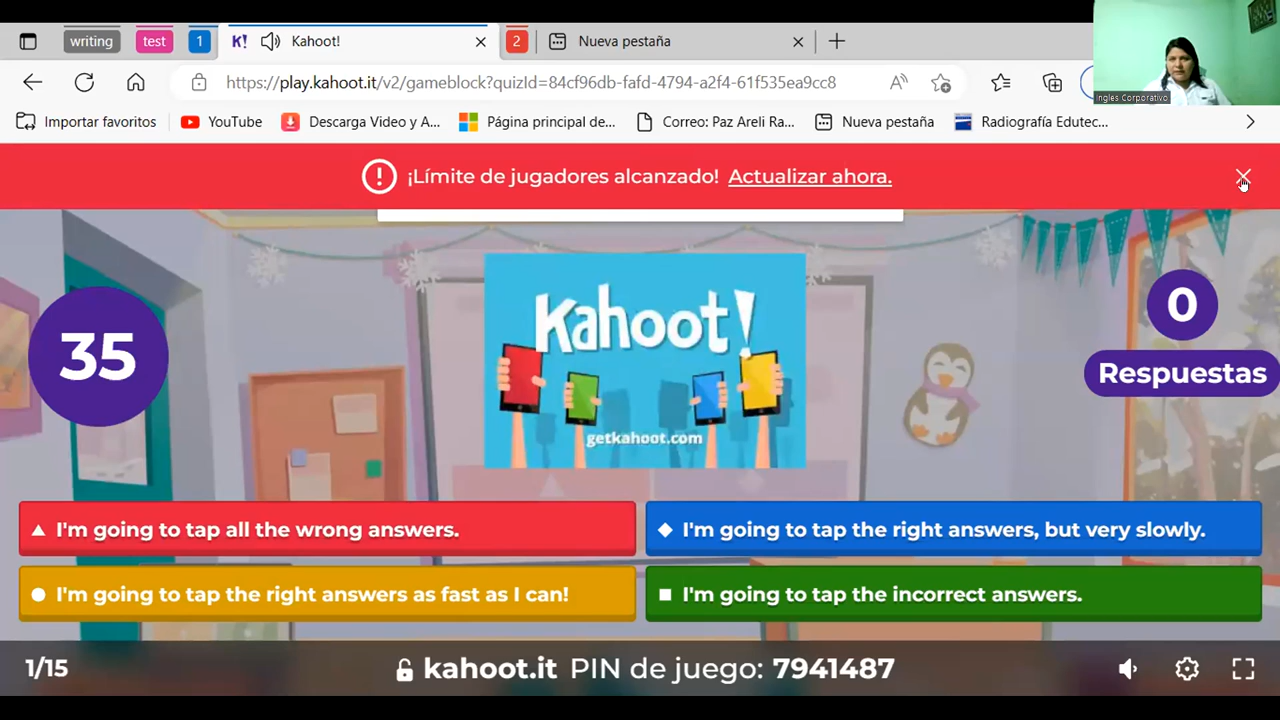 writing
test
1
K! Kahoot!
2
Nueva pestaña
https://play.kahoot.it/v2/gameblock?quizId=84cf96db-fafd-4794-a2f4-61f535ea9cc8
Ingles Corporativo
Importar favoritos
YouTube
Descarga Video y A...
Página principal de...
Correo: Paz Areli Ra...
Nueva pestaña
Radiografía Edutec...
¡Límite de jugadores alcanzado! Actualizar ahora.
Kahoot!
getkahoot.com
35
0
Respuestas
I'm going to tap all the wrong answers.
I'm going to tap the right answers, but very slowly.
I'm going to tap the right answers as fast as I can!
I'm going to tap the incorrect answers.
1/15
kahoot.it PIN de juego: 7941487